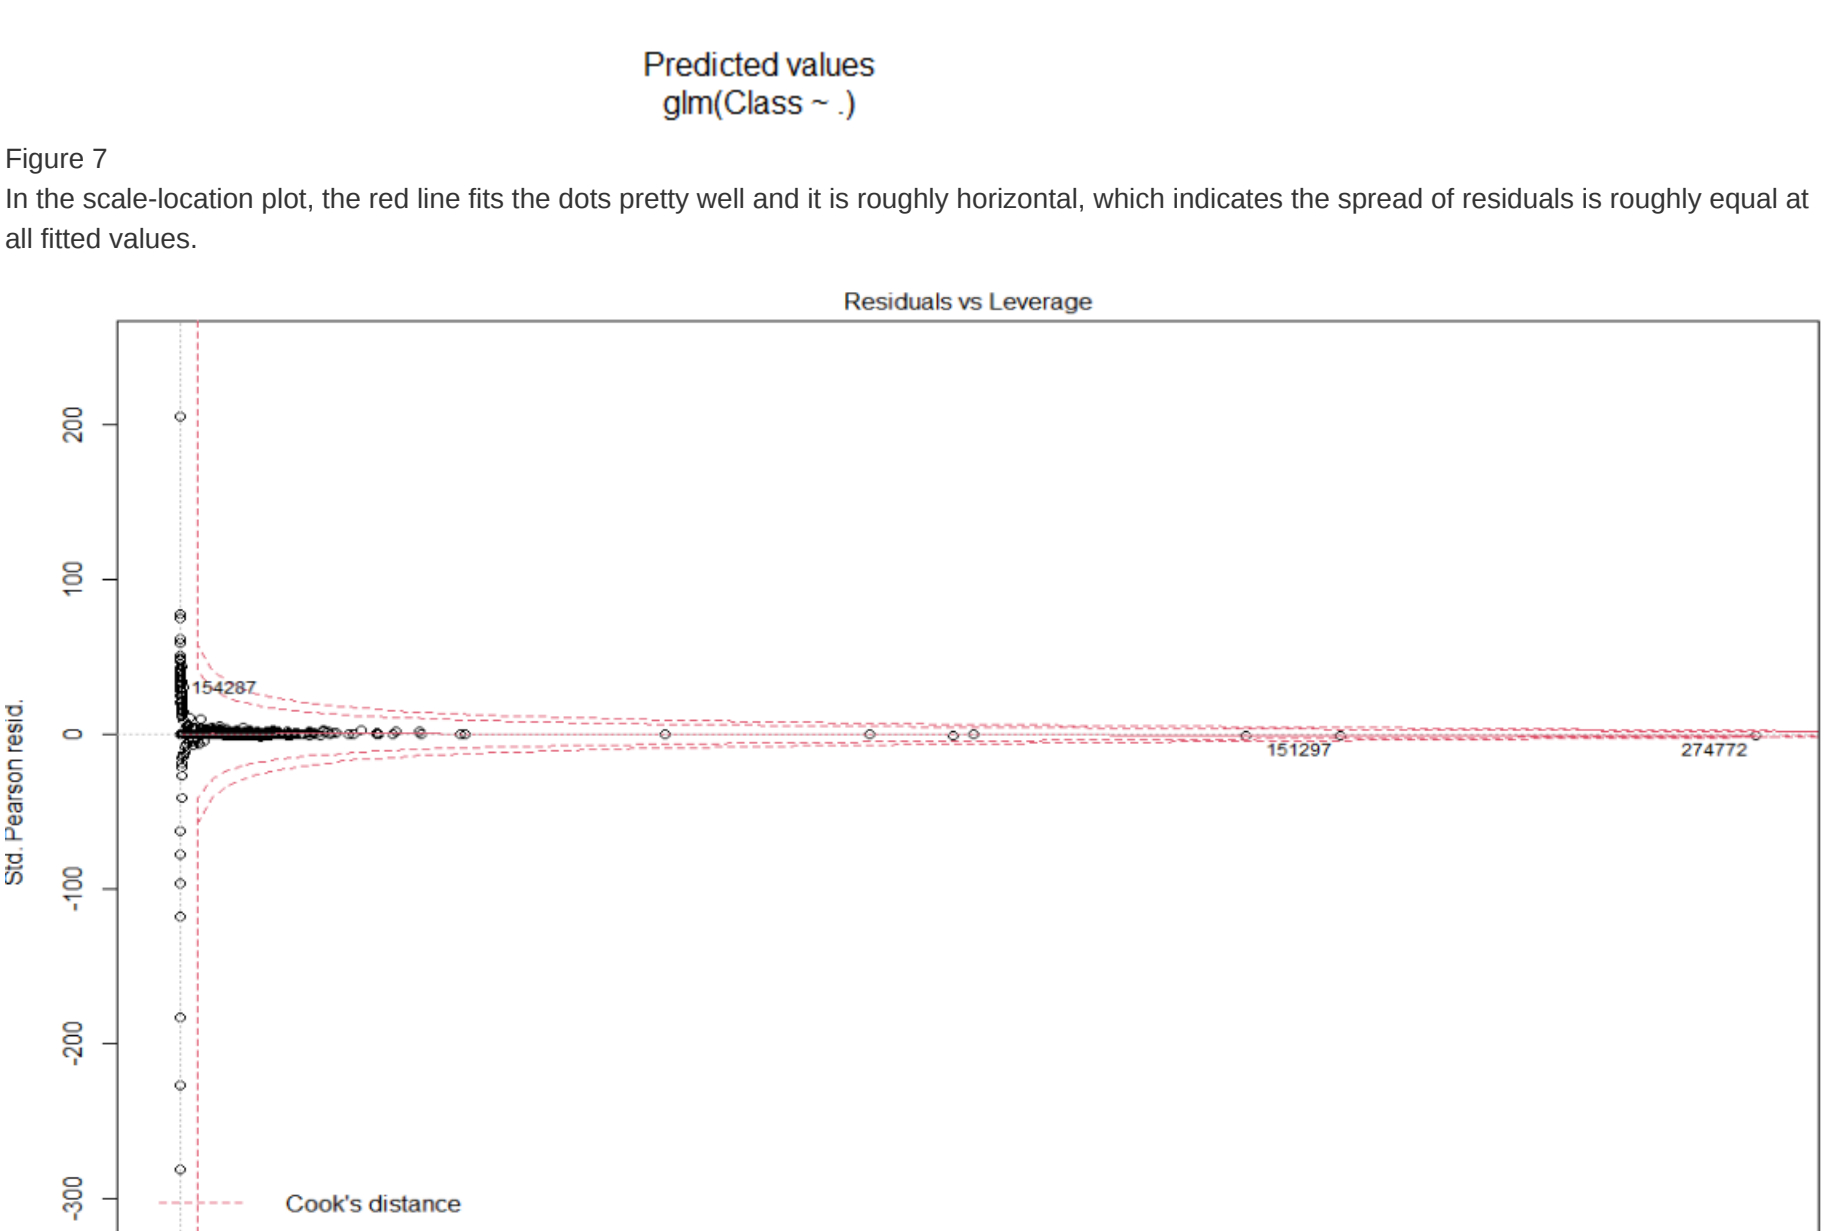 Predicted values
glm(Class ~ .)
Figure 7
In the scale-location plot, the red line fits the dots pretty well and it is roughly horizontal, which indicates the spread of residuals is roughly equal at
all fitted values.
Residuals vs Leverage
200
100
0
-100
-200
-300
Std. Pearson resid.
154287
151297
274772
Cook's distance